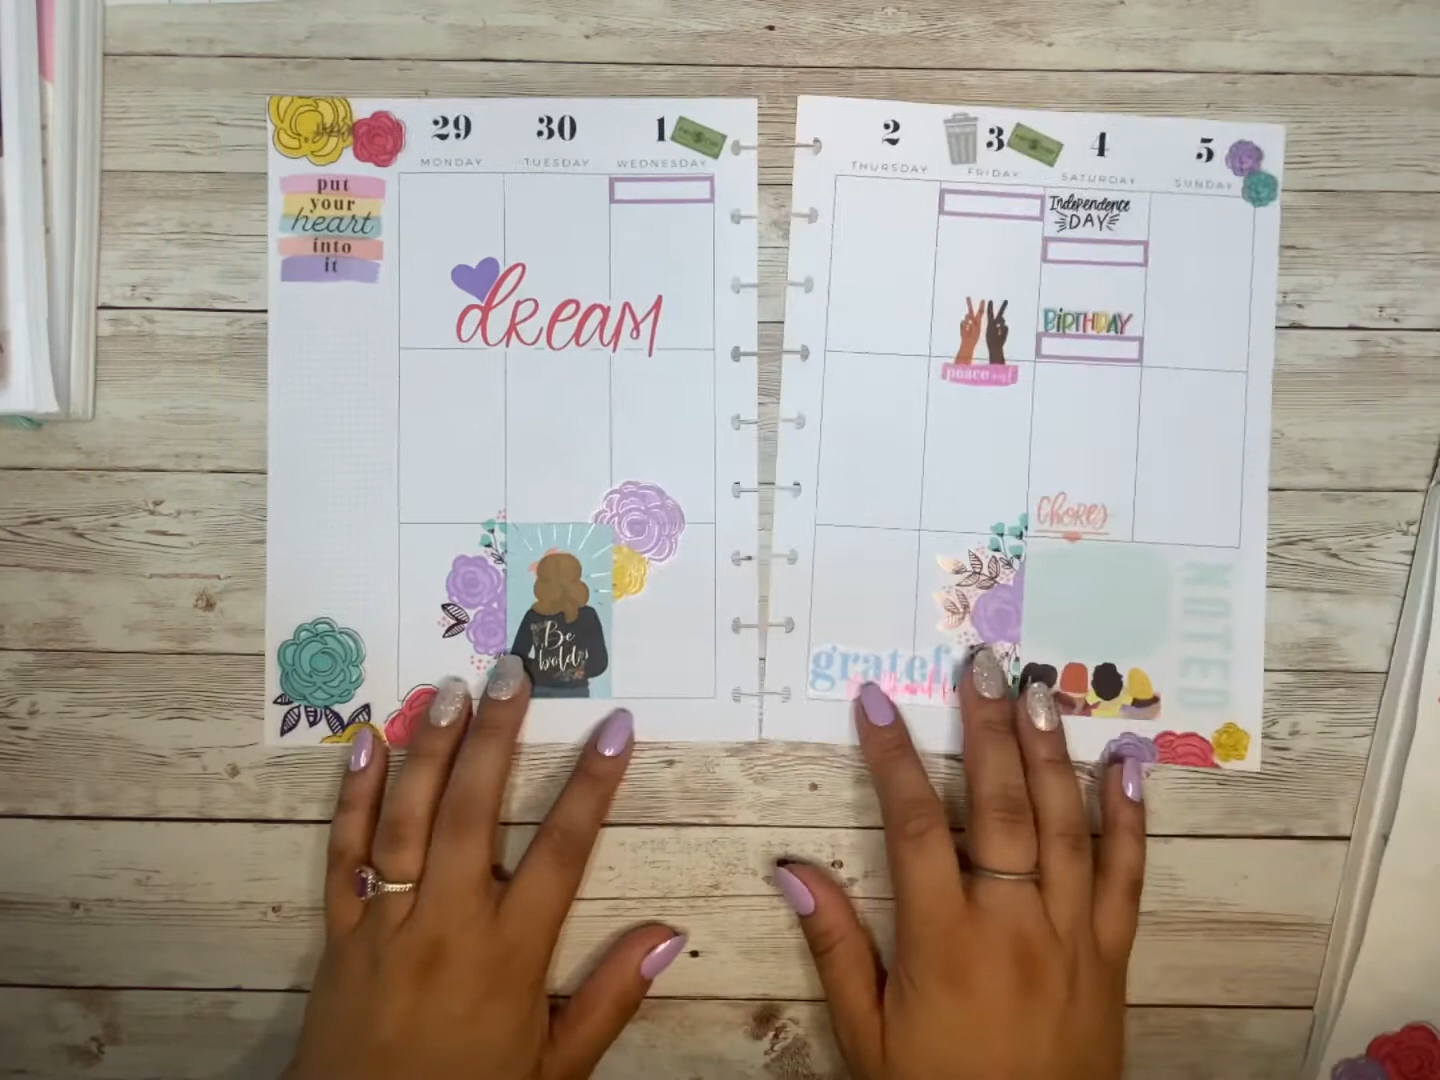 29
MONDAY
30
TUESDAY
1
WEDNESDAY
put
your
heart
into
it
dREAM
Be
bold
2
THURSDAY
3
FRIDAY
4
SATURDAY
5
SUNDAY
Independence
DAY
BiRTHDAY
peace
CHORES
NOTED